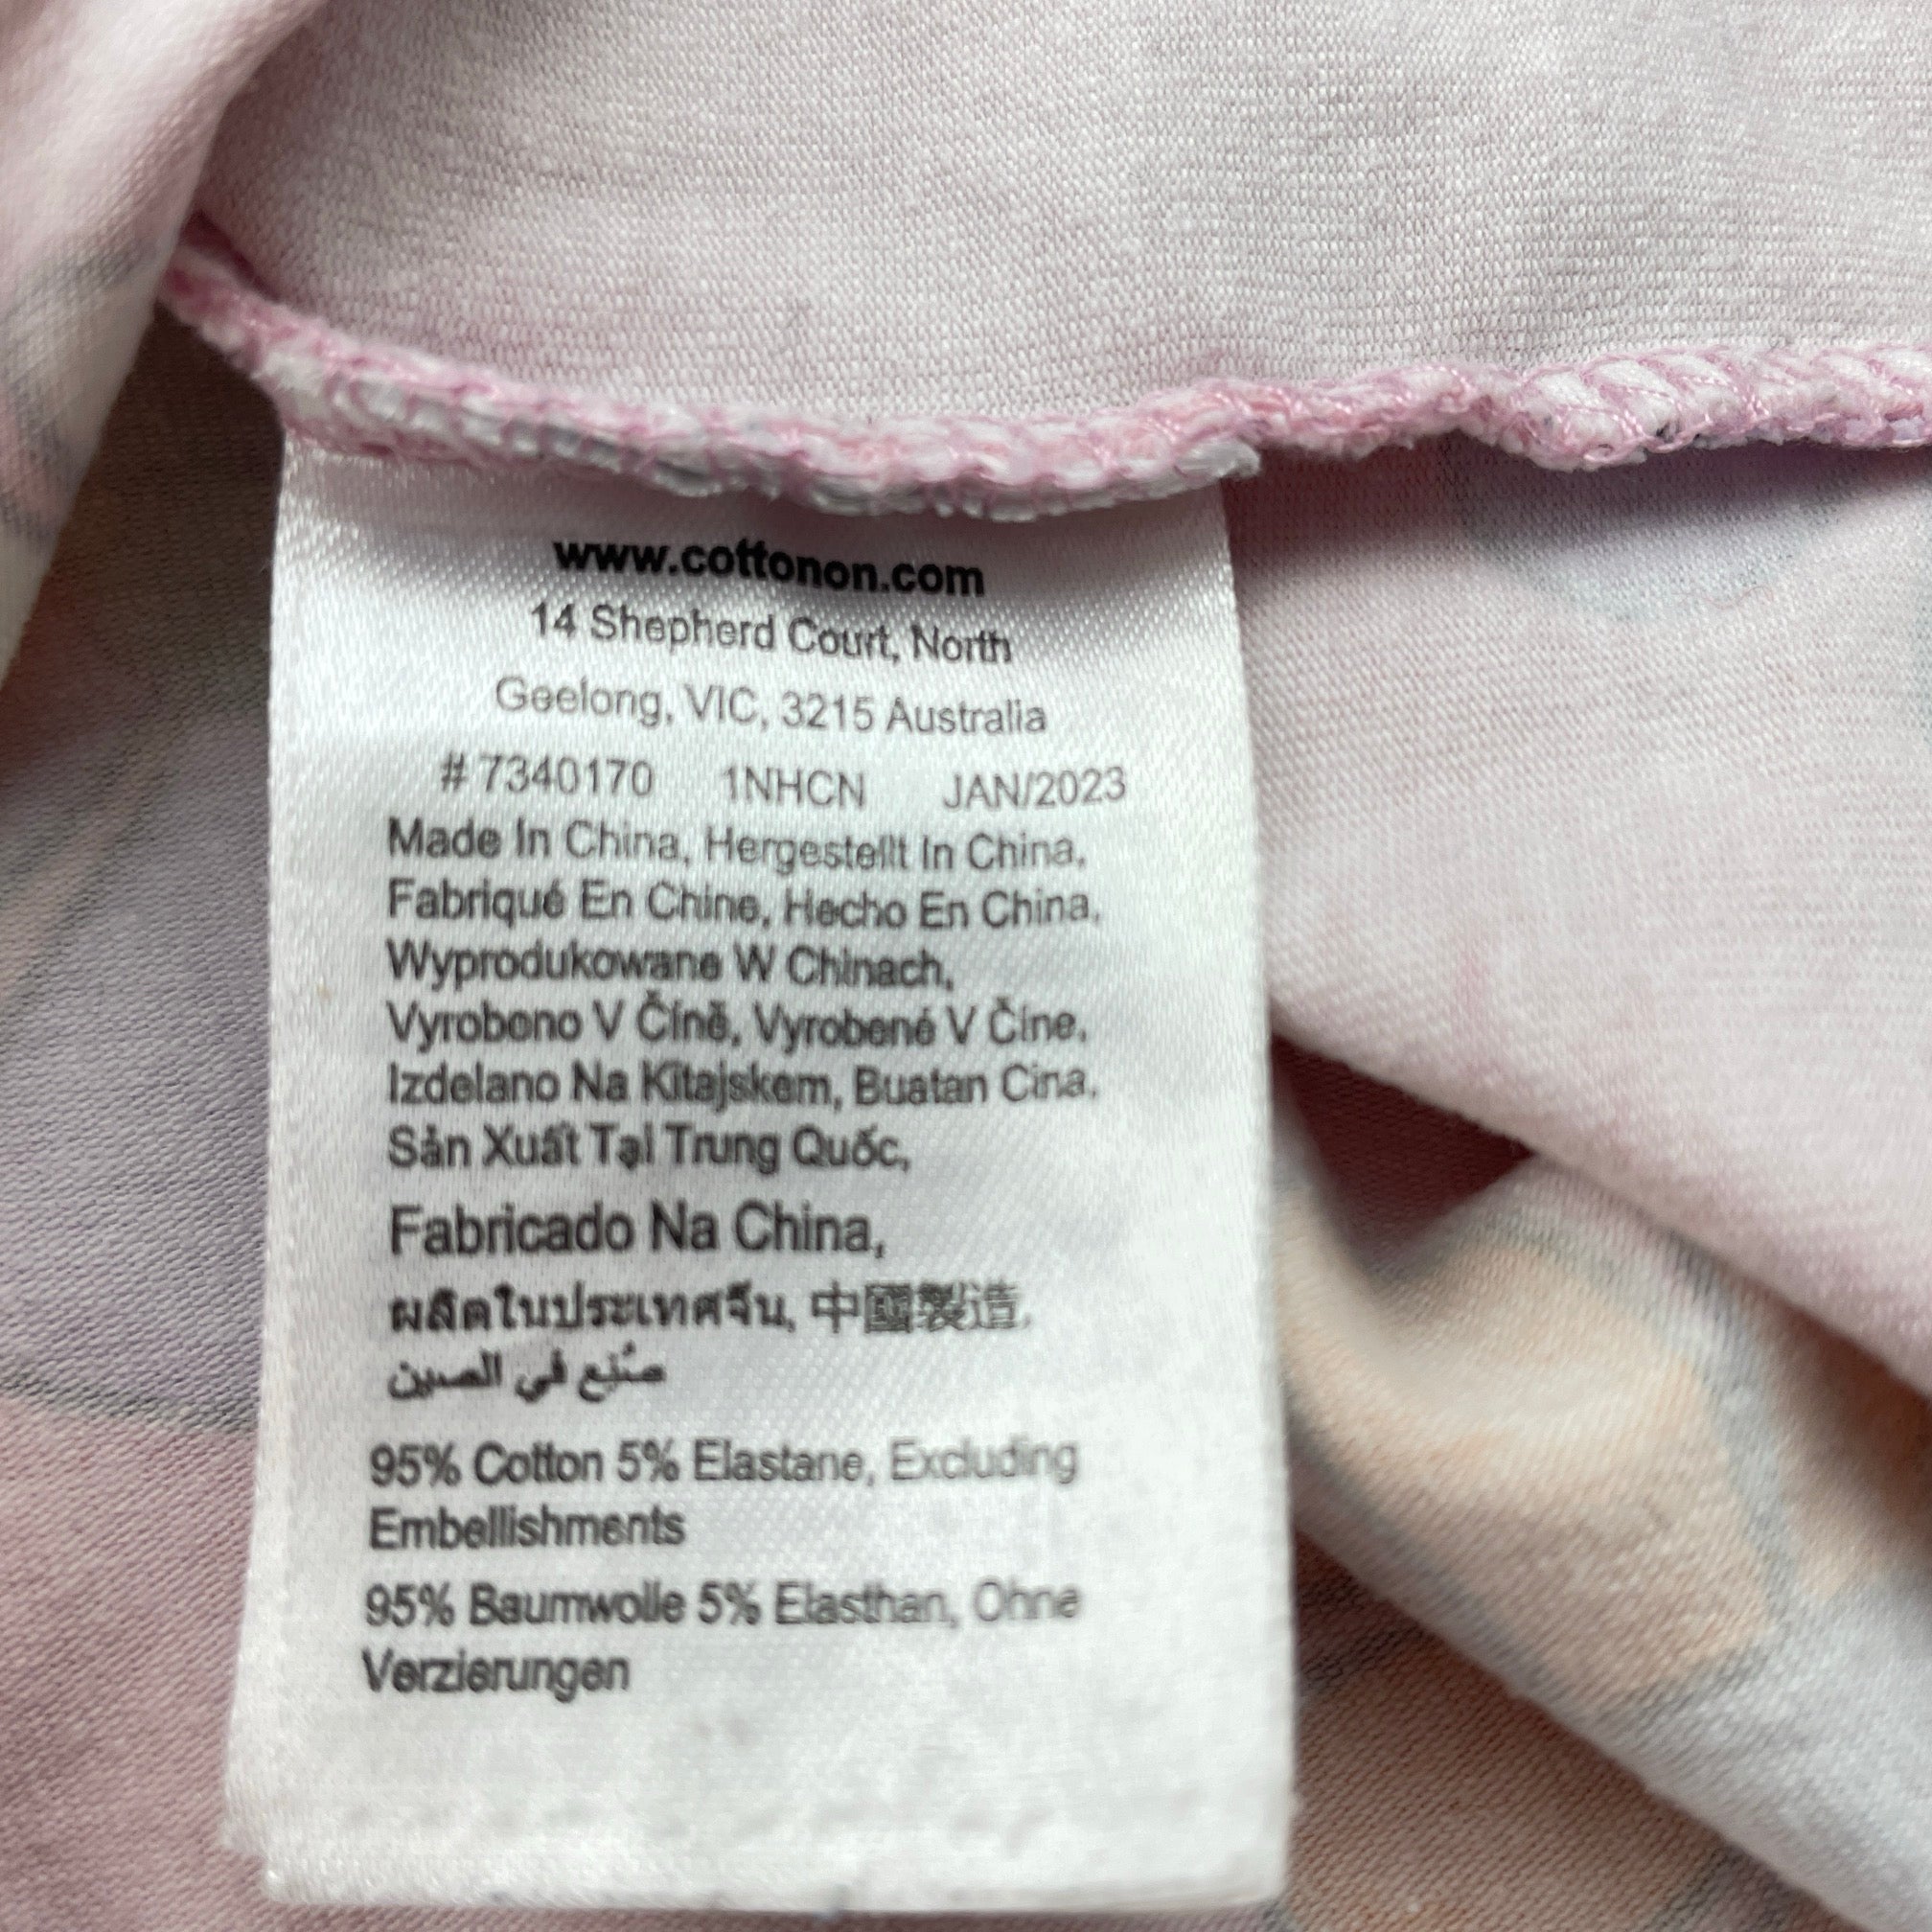 www.cottonon.com
14 Shepherd Court, North
Geelong, VIC, 3215 Australia
# 7340170 1NHCN JAN/2023
Made In China, Hergestellt In China,
Fabriqué En Chine, Hecho En China,
Wyprodukowane W Chinach,
Vyrobeno V Číně, Vyrobené V Číne,
Izdelano Na Kitajskem, Buatan Cina,
Sản Xuất Tại Trung Quốc,
Fabricado Na China,
ผลิตในประเทศจีน, 中國製造,
صُنِع في الصين
95% Cotton 5% Elastane, Excluding
Embellishments
95% Baumwolle 5% Elasthan, Ohne
Verzierungen